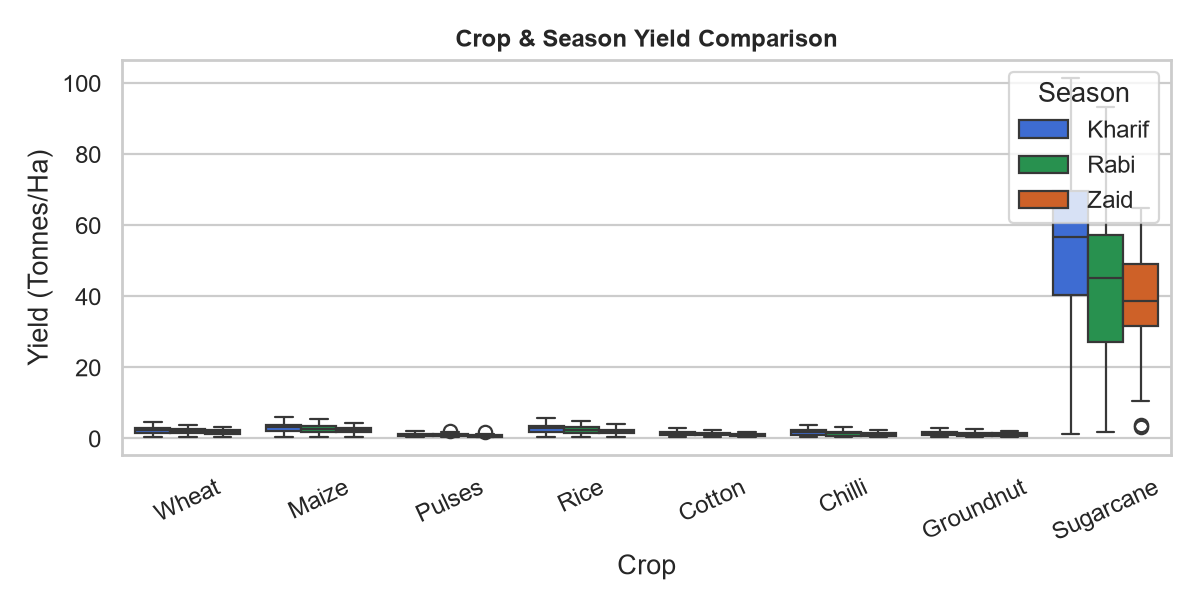 Crop & Season Yield Comparison
Season
Kharif
Rabi
Zaid
Yield (Tonnes/Ha)
100
80
60
40
20
0
Wheat
Maize
Pulses
Rice
Cotton
Chilli
Groundnut
Sugarcane
Crop